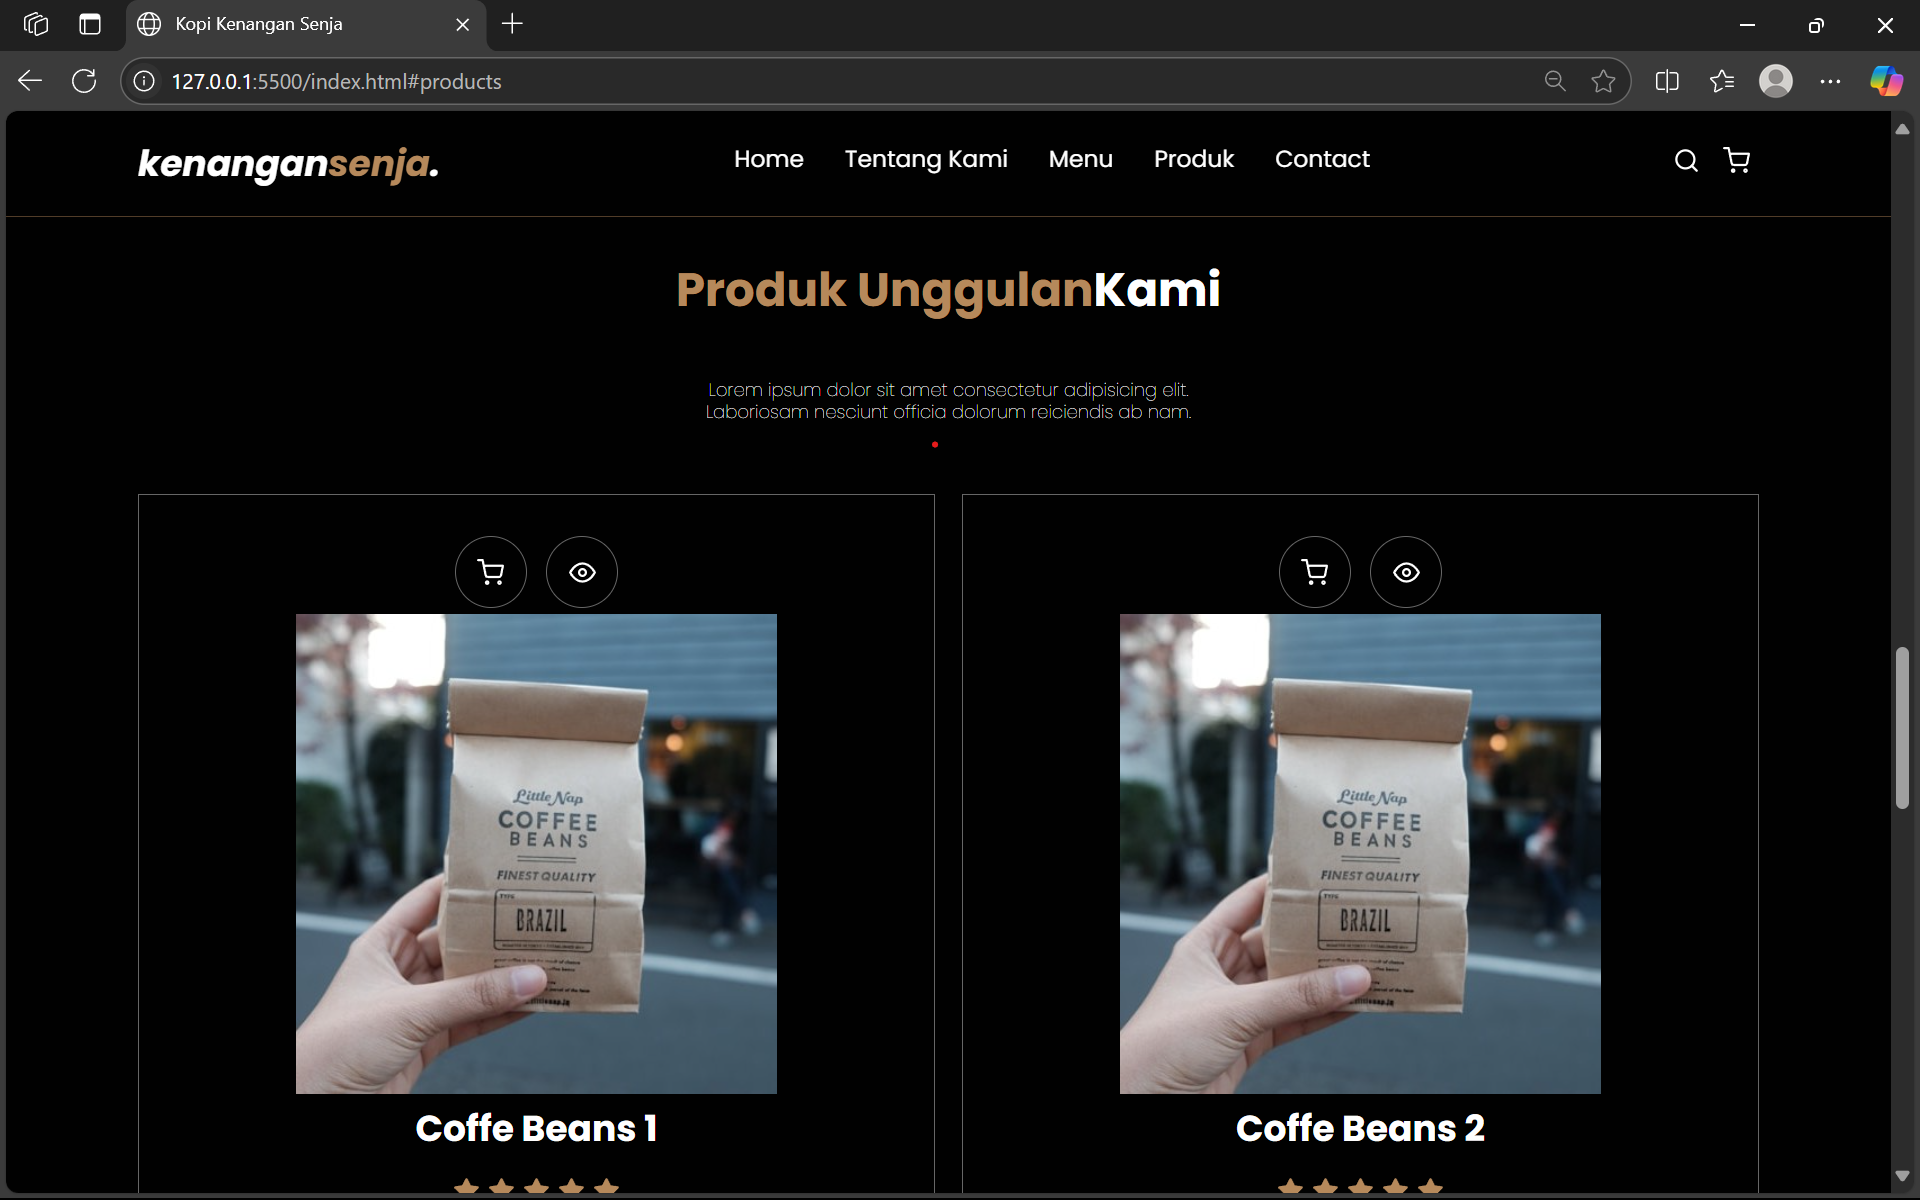 Kopi Kenangan Senja
127.0.0.1:5500/index.html#products
kenangansenja.
Home
Tentang Kami
Menu
Produk
Contact
Produk UnggulanKami
Lorem ipsum dolor sit amet consectetur adipisicing elit.
Laboriosam nesciunt officia dolorum reiciendis ab nam.
Little Nap
COFFEE
BEANS
FINEST QUALITY
TYPE
BRAZIL
Coffe Beans 1
Little Nap
COFFEE
BEANS
FINEST QUALITY
TYPE
BRAZIL
Coffe Beans 2